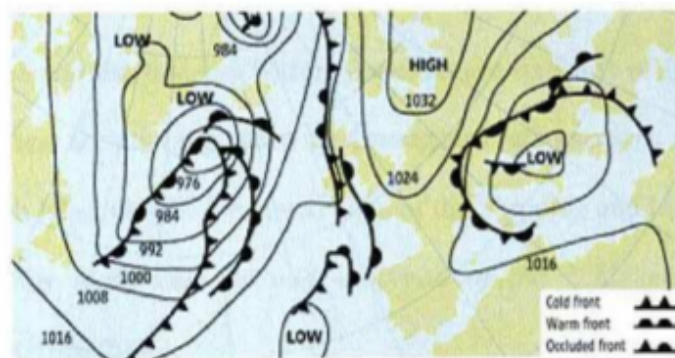 984
LOW
LOW
HIGH
1032
976
1024
LOW
984
992
1000
1008
1016
1016
LOW
Cold front
Warm front
Occluded front